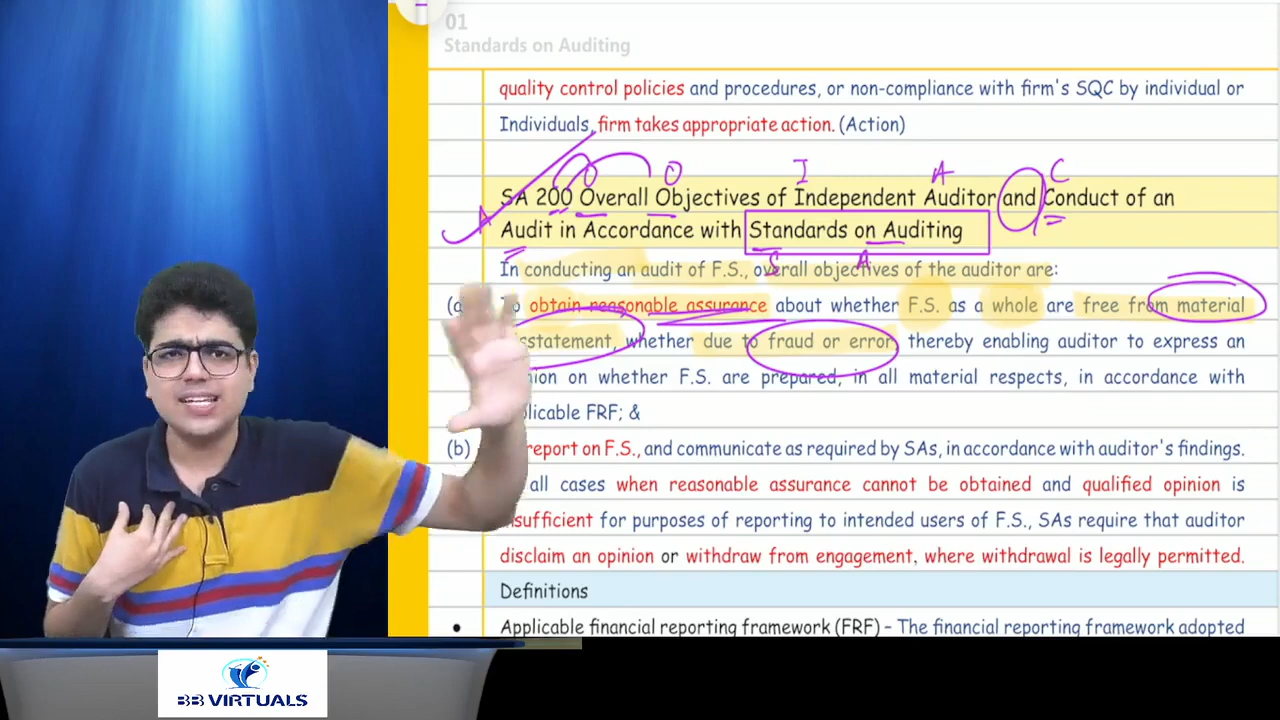 01
Standards on Auditing
quality control policies and procedures, or non-compliance with firm's SQC by individual or
Individuals, firm takes appropriate action. (Action)
O I A C
SA 200 Overall Objectives of Independent Auditor and Conduct of an
A
Audit in Accordance with Standards on Auditing
S A
In conducting an audit of F.S., overall objectives of the auditor are:
(a) To obtain reasonable assurance about whether F.S. as a whole are free from material
whether due to fraud or error, thereby enabling auditor to express an
on whether F.S. are prepared, in all material respects, in accordance with
FRF; &
(b) report on F.S., and communicate as required by SAs, in accordance with auditor's findings.
all cases when reasonable assurance cannot be obtained and qualified opinion is
insufficient for purposes of reporting to intended users of F.S., SAs require that auditor
disclaim an opinion or withdraw from engagement, where withdrawal is legally permitted.
Definitions
• Applicable financial reporting framework (FRF) – The financial reporting framework adopted
BB VIRTUALS